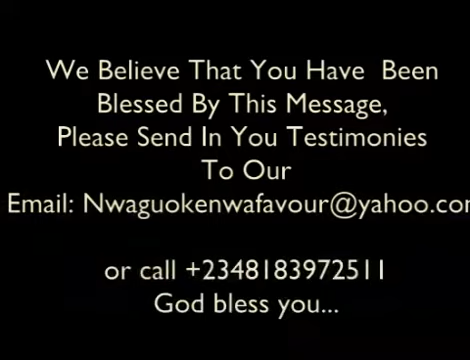 We Believe That You Have Been
Blessed By This Message,
Please Send In You Testimonies
To Our
Email: Nwaguokenwafavour@yahoo.com
or call +2348183972511
God bless you...